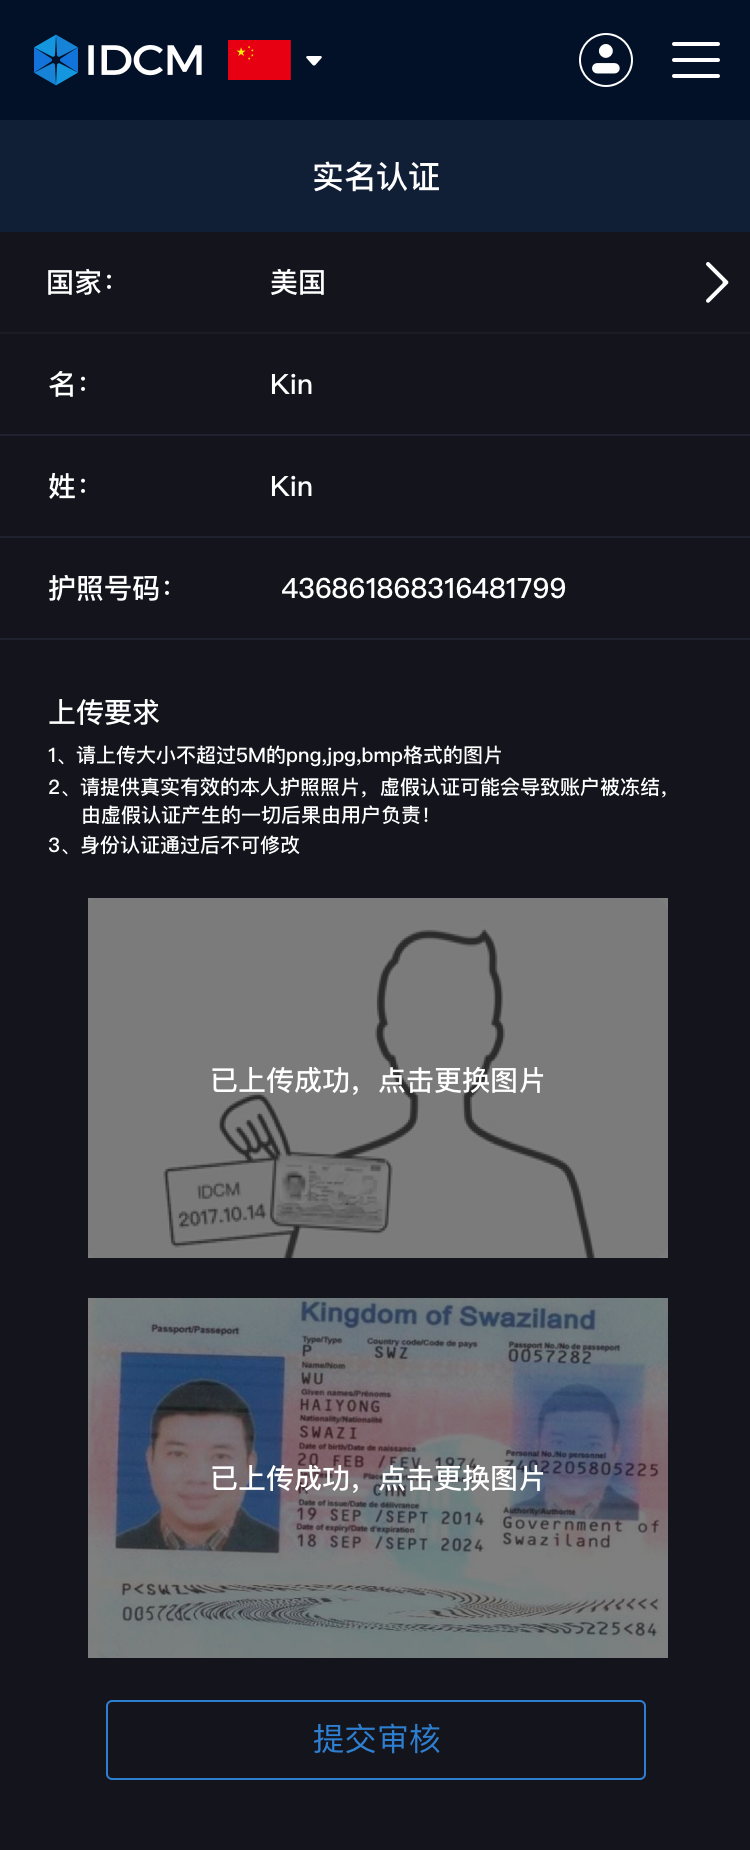 IDCM
实名认证
国家： 美国
名： Kin
姓： Kin
护照号码： 436861868316481799
上传要求
1、请上传大小不超过5M的png,jpg,bmp格式的图片
2、请提供真实有效的本人护照照片，虚假认证可能会导致账户被冻结，
由虚假认证产生的一切后果由用户负责！
3、身份认证通过后不可修改
已上传成功，点击更换图片
IDCM
2017.10.14
Kingdom of Swaziland
Passport/Passeport
Type/Type Country code/Code de pays Passport No./No de passeport
P SWZ 0057282
Name/Nom
WU
Given names/Prénoms
HAIYONG
Nationality/Nationalité
SWAZI
Date of birth/Date de naissance Personal No./No personnel
20 FEB /FEV 1974 7402205805225
已上传成功，点击更换图片
CHN
Date of issue/Date de délivrance Authority/Autorité
19 SEP /SEPT 2014 Government of
Date of expiry/Date d'expiration Swaziland
18 SEP /SEPT 2024
提交审核